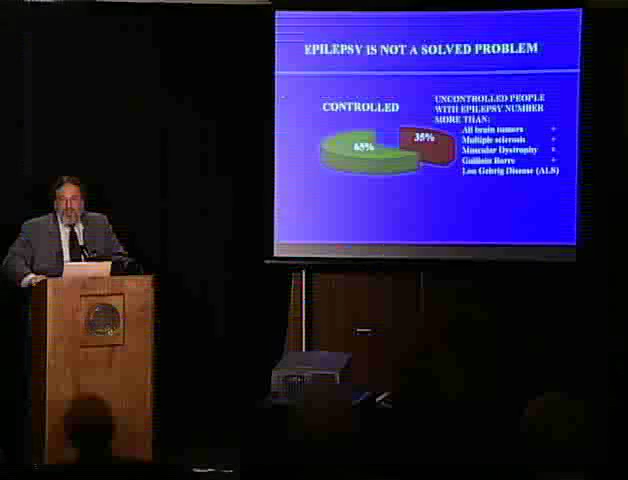 EPILEPSY IS NOT A SOLVED PROBLEM
CONTROLLED
65%
35%
UNCONTROLLED PEOPLE
WITH EPILEPSY NUMBER
MORE THAN:
All brain tumors +
Multiple sclerosis +
Muscular Dystrophy +
Guillain Barre +
Lou Gehrig Disease (ALS)